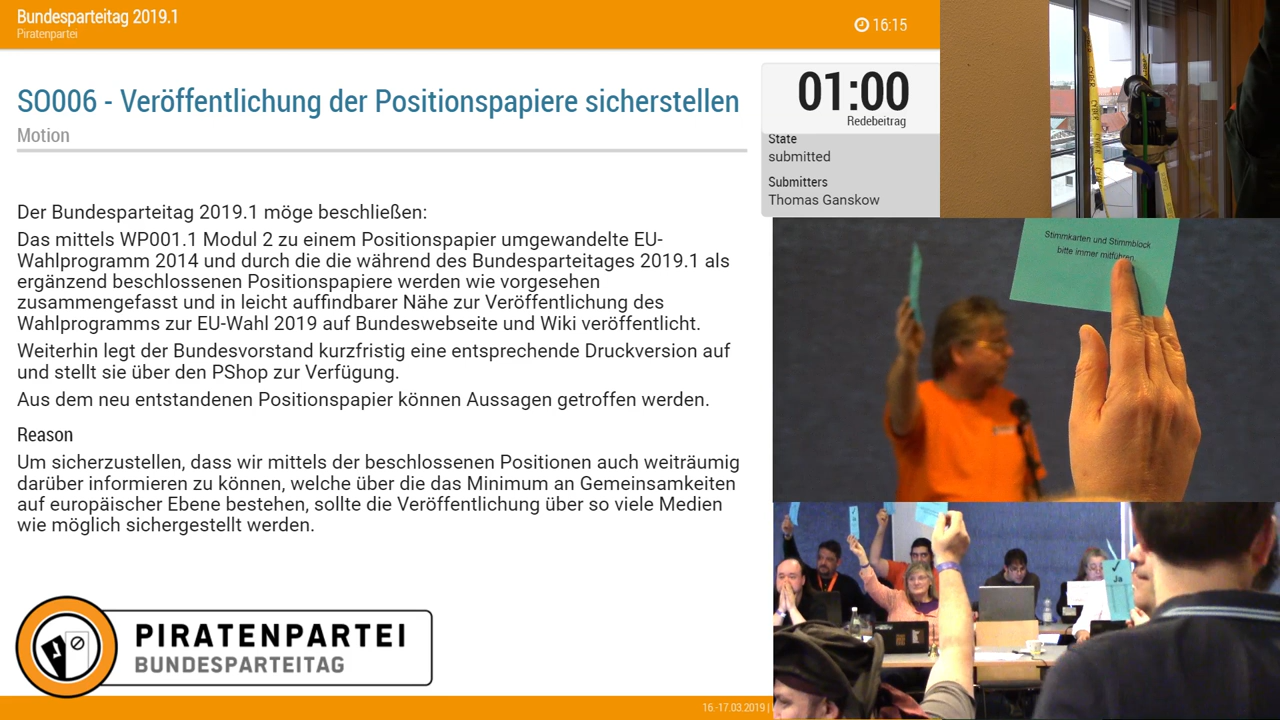 Bundesparteitag 2019.1
Piratenpartei
16:15
SO006 - Veröffentlichung der Positionspapiere sicherstellen
Motion
01:00
Redebeitrag
State
submitted
Submitters
Thomas Ganskow
Der Bundesparteitag 2019.1 möge beschließen:
Das mittels WP001.1 Modul 2 zu einem Positionspapier umgewandelte EU-
Wahlprogramm 2014 und durch die die während des Bundesparteitages 2019.1 als
ergänzend beschlossenen Positionspapiere werden wie vorgesehen
zusammengefasst und in leicht auffindbarer Nähe zur Veröffentlichung des
Wahlprogramms zur EU-Wahl 2019 auf Bundeswebseite und Wiki veröffentlicht.
Weiterhin legt der Bundesvorstand kurzfristig eine entsprechende Druckversion auf
und stellt sie über den PShop zur Verfügung.
Aus dem neu entstandenen Positionspapier können Aussagen getroffen werden.
Reason
Um sicherzustellen, dass wir mittels der beschlossenen Positionen auch weiträumig
darüber informieren zu können, welche über die das Minimum an Gemeinsamkeiten
auf europäischer Ebene bestehen, sollte die Veröffentlichung über so viele Medien
wie möglich sichergestellt werden.
PIRATENPARTEI
BUNDESPARTEITAG
16.-17.03.2019 |
CYBER
Stimmkarten und Stimmblock
bitte immer mitführen.
Ja